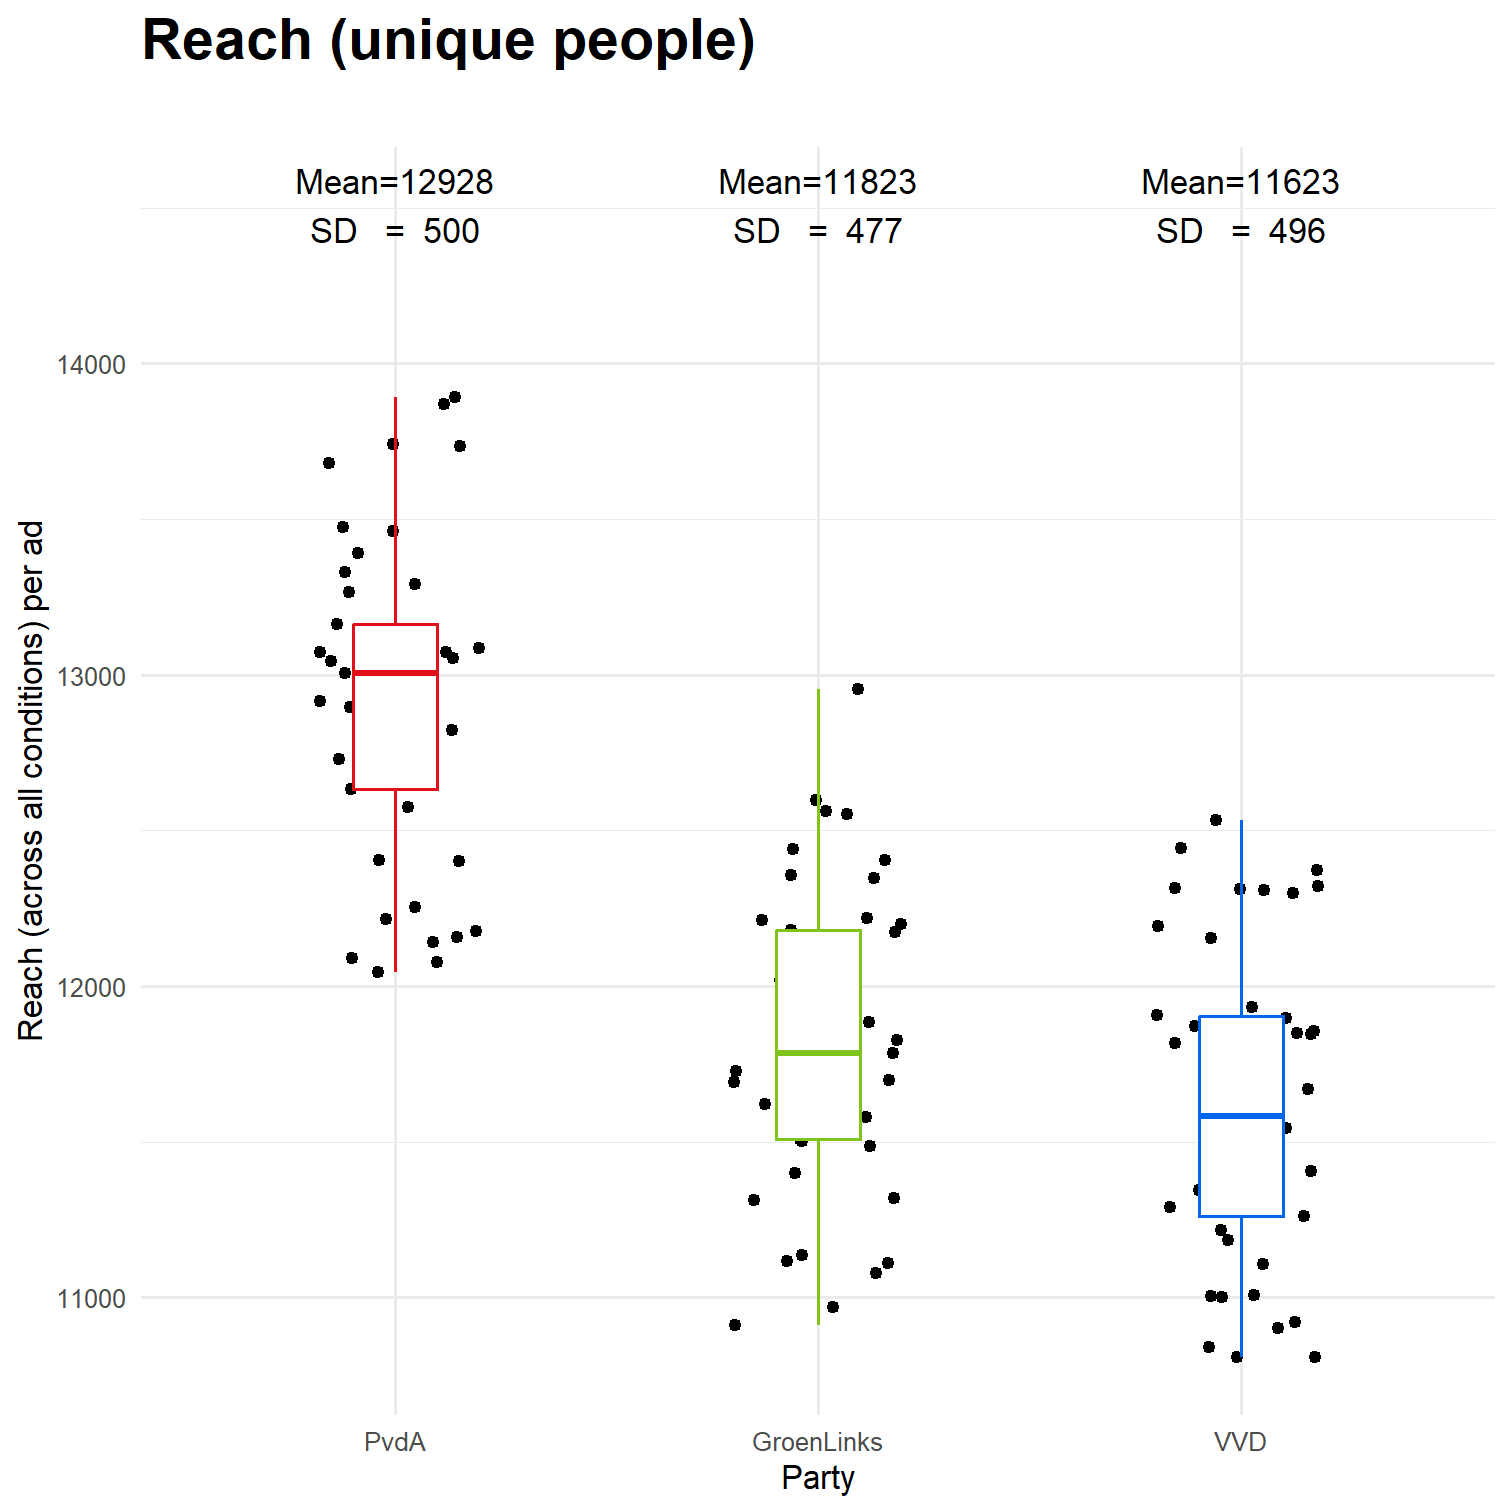 Reach (unique people)
Mean=12928
SD = 500
Mean=11823
SD = 477
Mean=11623
SD = 496
Reach (across all conditions) per ad
14000
13000
12000
11000
PvdA
GroenLinks
VVD
Party